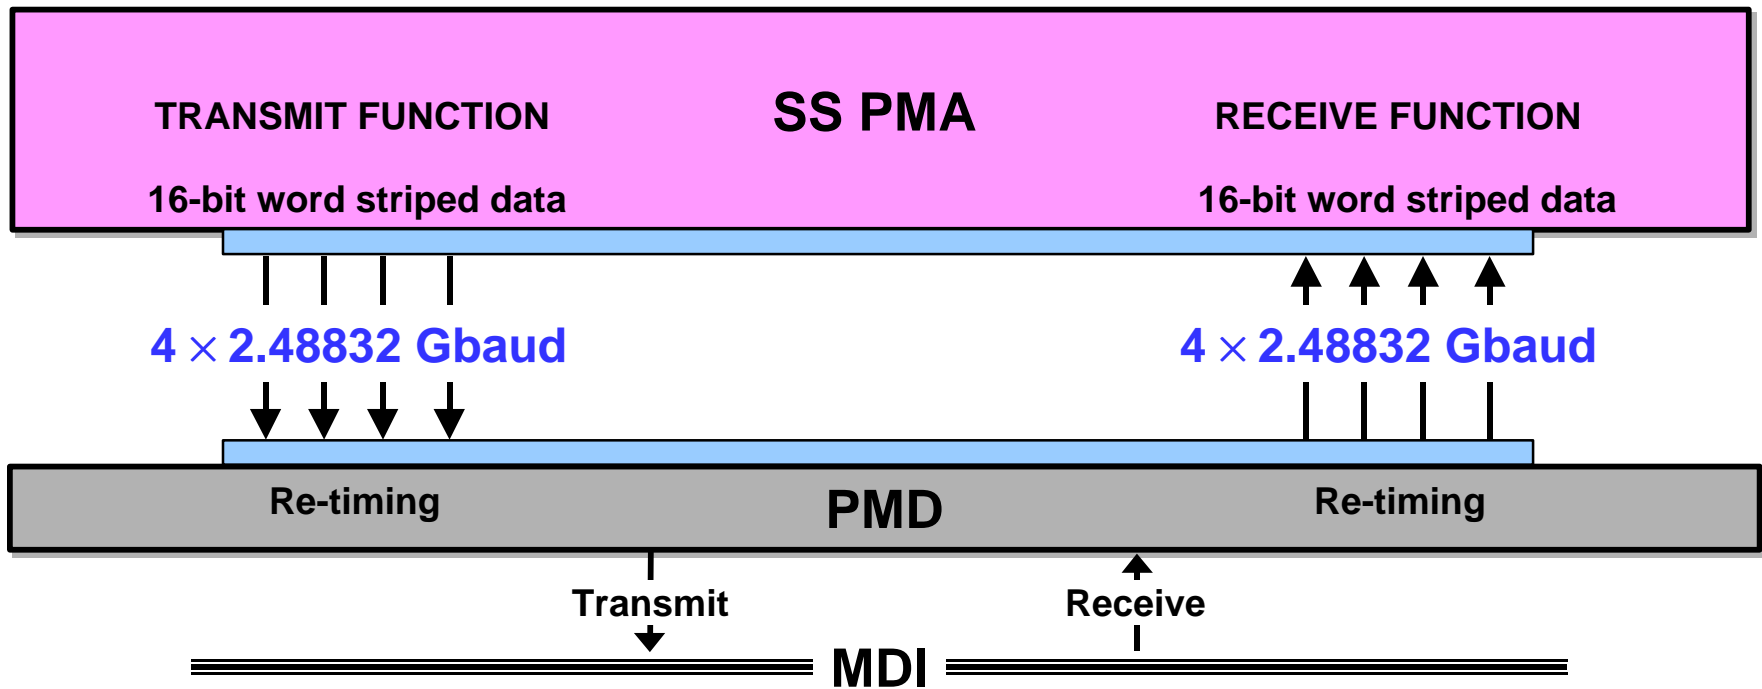 TRANSMIT FUNCTION
SS PMA
RECEIVE FUNCTION
16-bit word striped data
16-bit word striped data
4 × 2.48832 Gbaud
4 × 2.48832 Gbaud
Re-timing
PMD
Re-timing
Transmit
Receive
MDI